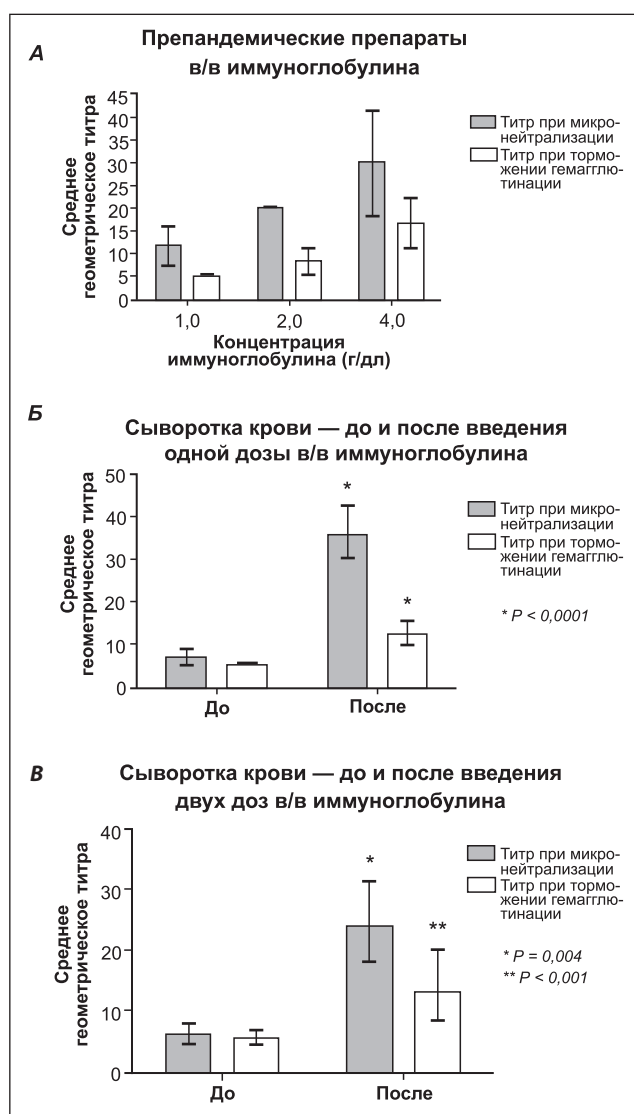 А
Препандемические препараты
в/в иммуноглобулина
Среднее
геометрическое титра
45
40
35
30
25
20
15
10
5
0
1,0
2,0
4,0
Концентрация
иммуноглобулина (г/дл)
Титр при микро-
нейтрализации
Титр при тормо-
жении гемагглю-
тинации
Б
Сыворотка крови — до и после введения
одной дозы в/в иммуноглобулина
Среднее
геометрическое титра
50
40
30
20
10
0
*
*
До
После
Титр при микро-
нейтрализации
Титр при тормо-
жении гемагглю-
тинации
* P < 0,0001
В
Сыворотка крови — до и после введения
двух доз в/в иммуноглобулина
Среднее
геометрическое титра
40
30
20
10
0
*
**
До
После
Титр при микро-
нейтрализации
Титр при тормо-
жении гемагглю-
тинации
* P = 0,004
** P < 0,001